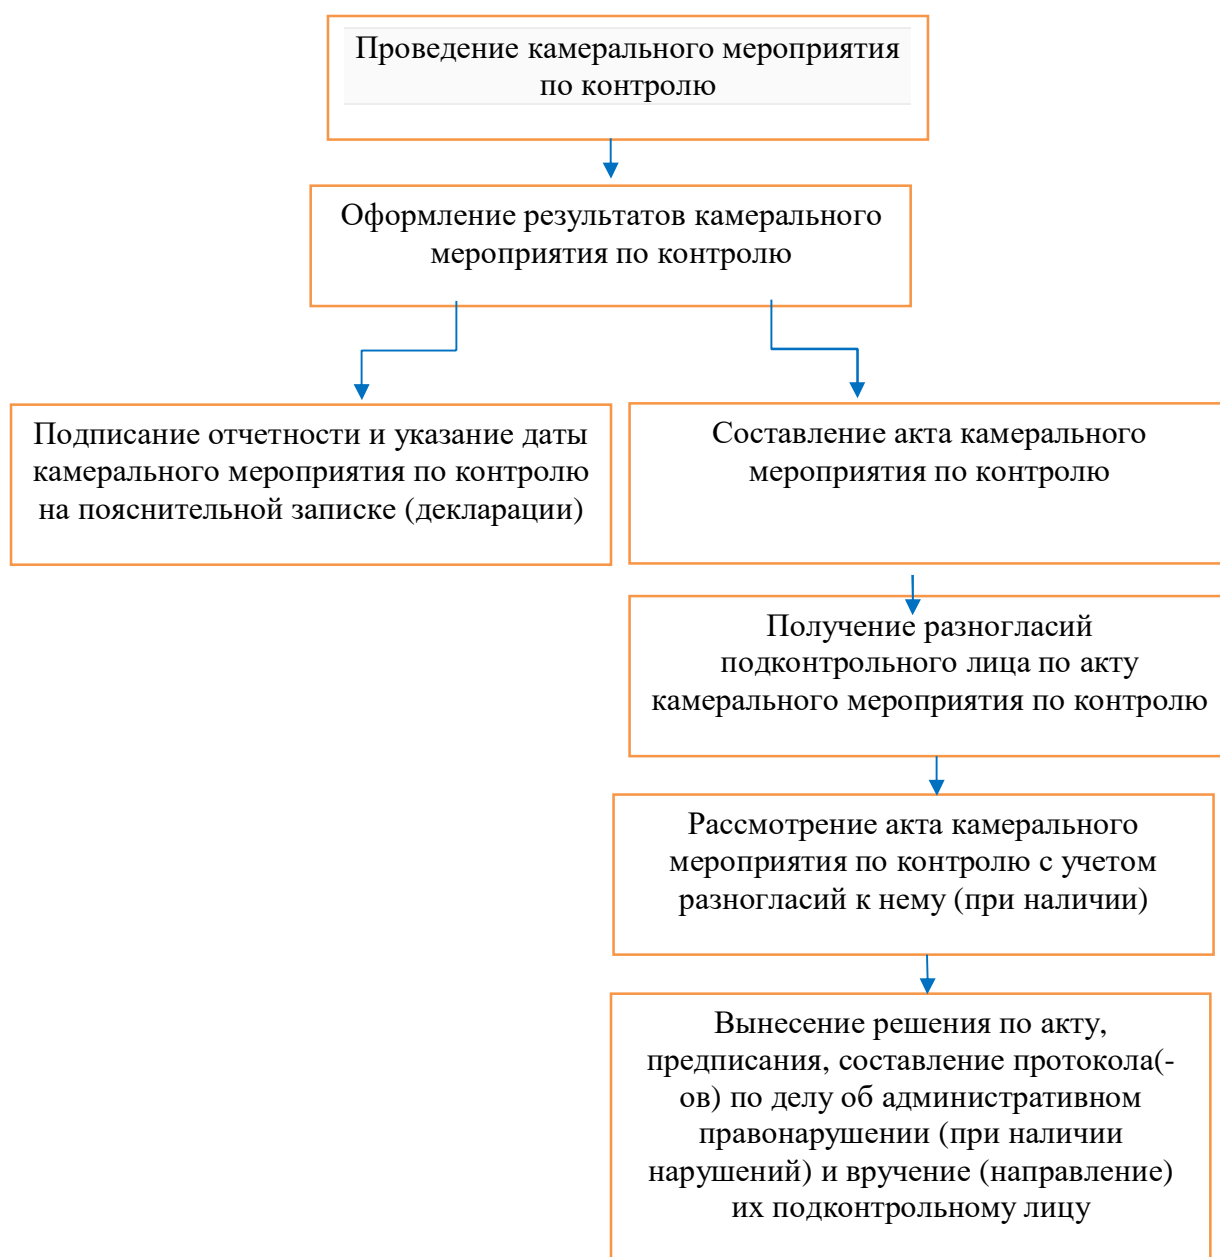 Проведение камерального мероприятия
по контролю
Оформление результатов камерального
мероприятия по контролю
Подписание отчетности и указание даты
камерального мероприятия по контролю
на пояснительной записке (декларации)
Составление акта камерального
мероприятия по контролю
Получение разногласий
подконтрольного лица по акту
камерального мероприятия по контролю
Рассмотрение акта камерального
мероприятия по контролю с учетом
разногласий к нему (при наличии)
Вынесение решения по акту,
предписания, составление протокола(-
ов) по делу об административном
правонарушении (при наличии
нарушений) и вручение (направление)
их подконтрольному лицу